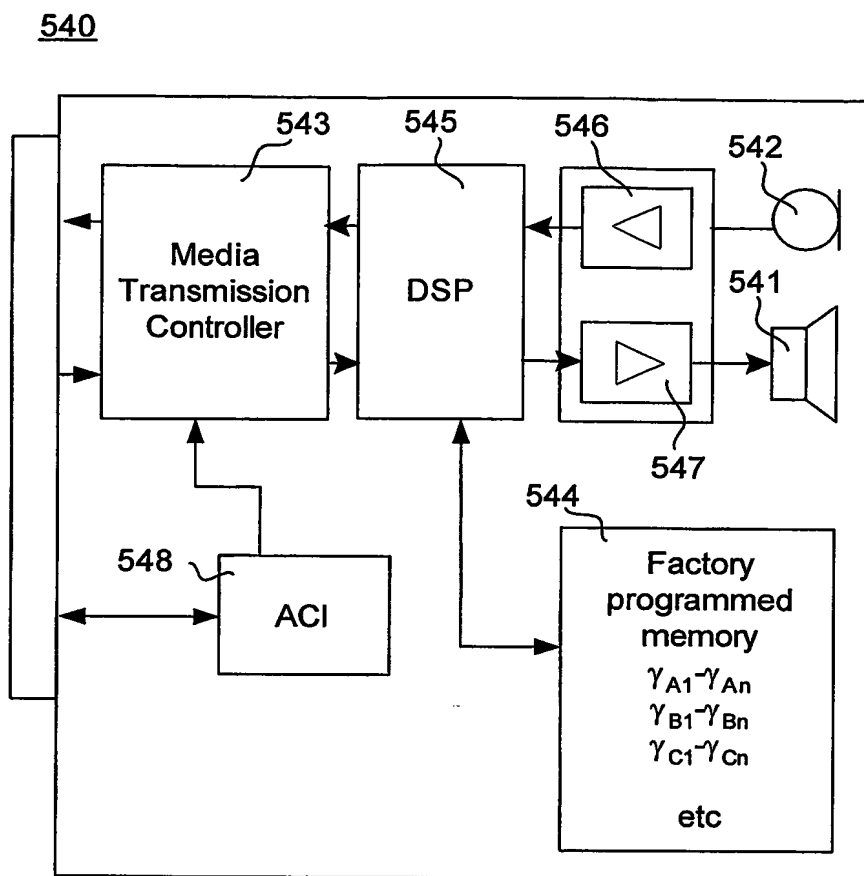 540
543
545
546
542
Media
Transmission
Controller
DSP
541
547
544
548
ACI
Factory
programmed
memory
γA1-γAn
γB1-γBn
γC1-γCn
etc